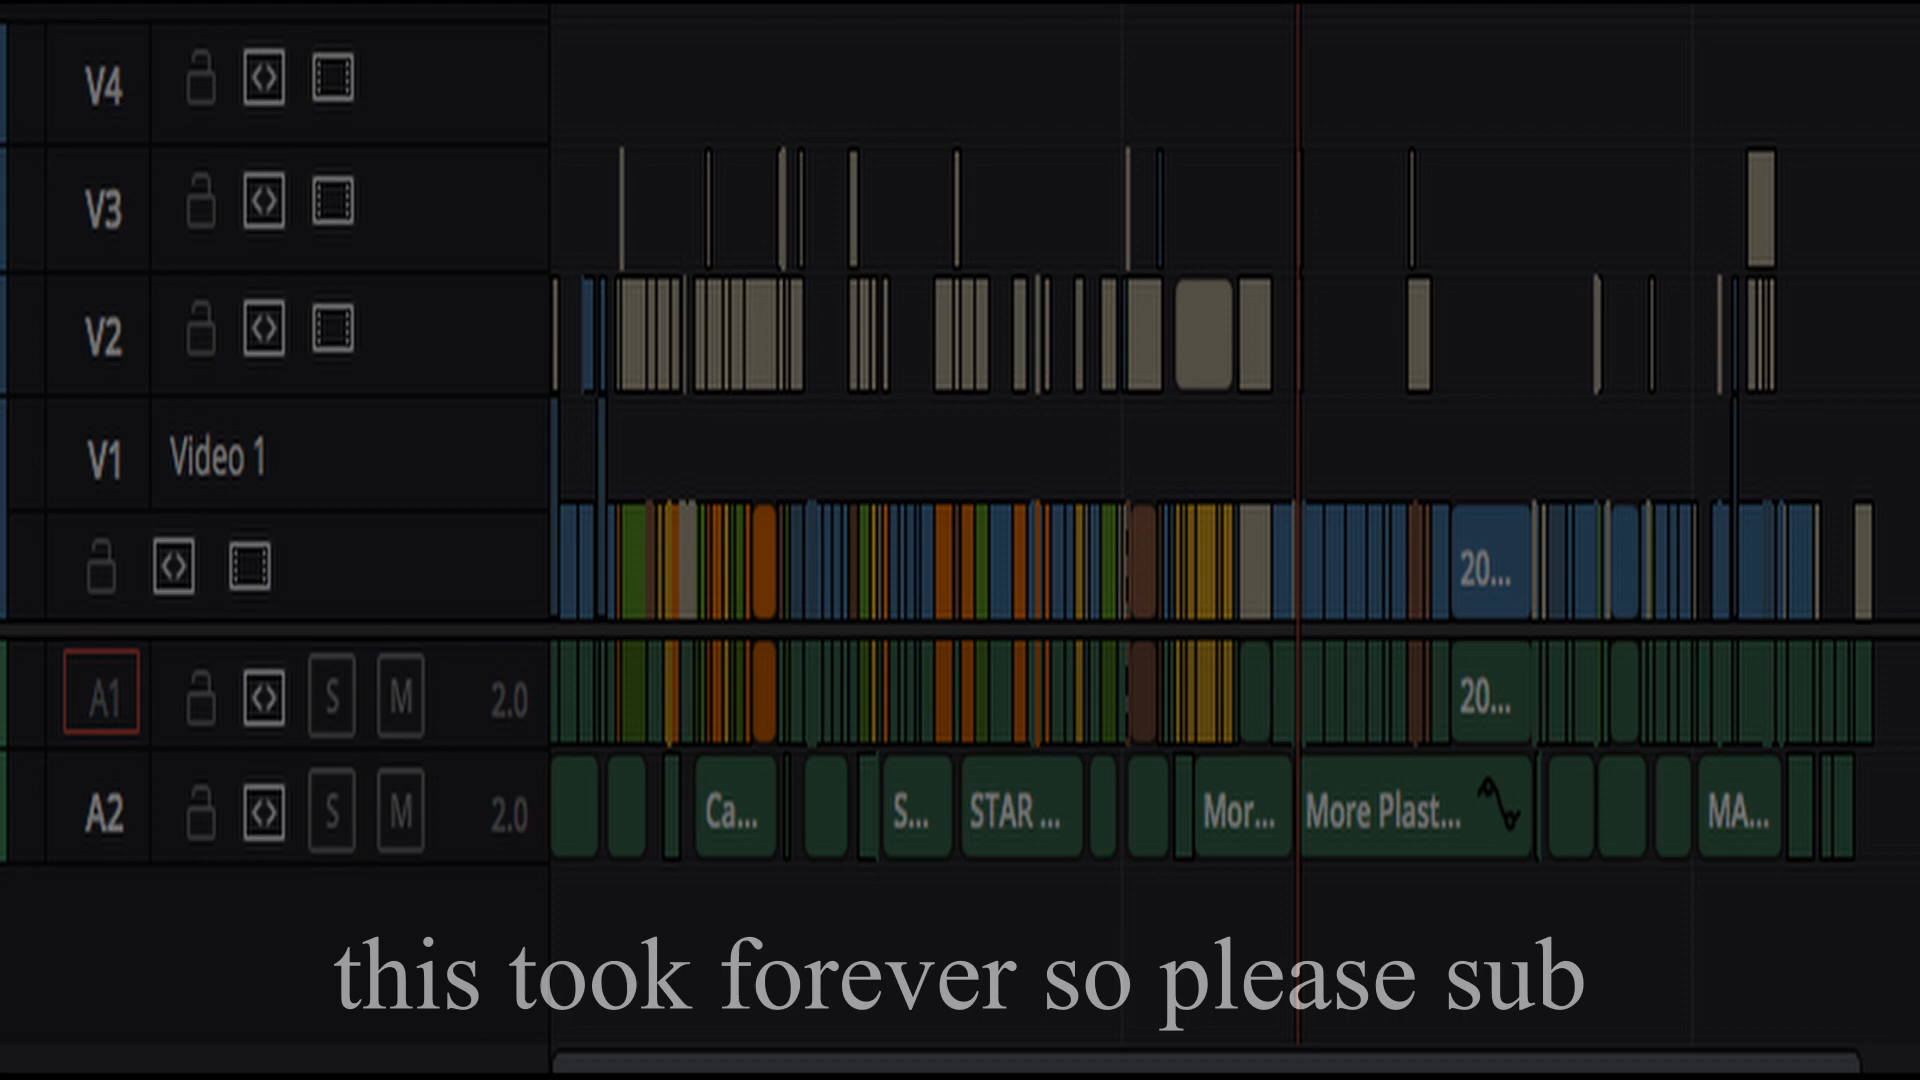 V4
V3
V2
V1 Video 1
20...
A1 S M 2.0 20...
A2 S M 2.0 Ca... S... STAR ... Mor... More Plast... MA...
this took forever so please sub